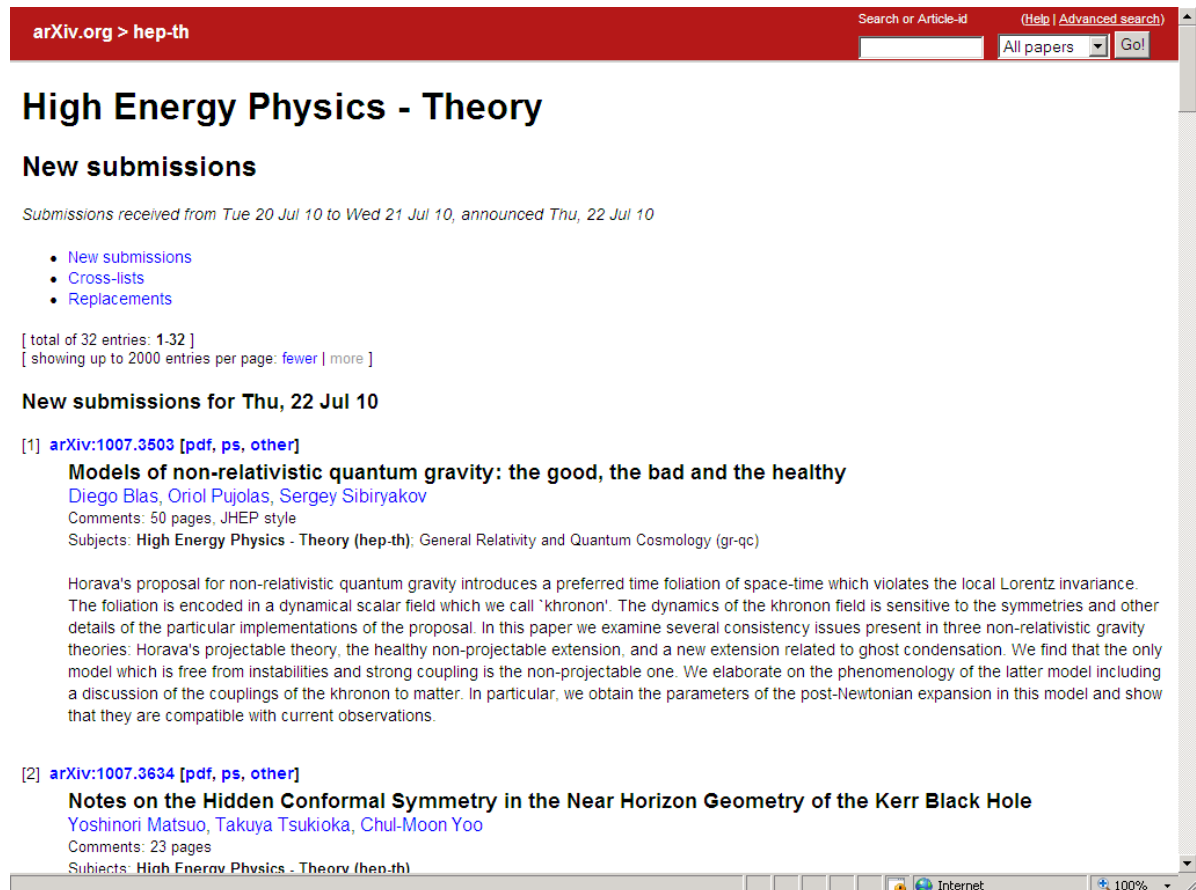 Search or Article-id (Help | Advanced search)
arXiv.org > hep-th
All papers Go!
High Energy Physics - Theory
New submissions
Submissions received from Tue 20 Jul 10 to Wed 21 Jul 10, announced Thu, 22 Jul 10
• New submissions
• Cross-lists
• Replacements
[ total of 32 entries: 1-32 ]
[ showing up to 2000 entries per page: fewer | more ]
New submissions for Thu, 22 Jul 10
[1] arXiv:1007.3503 [pdf, ps, other]
Models of non-relativistic quantum gravity: the good, the bad and the healthy
Diego Blas, Oriol Pujolas, Sergey Sibiryakov
Comments: 50 pages, JHEP style
Subjects: High Energy Physics - Theory (hep-th); General Relativity and Quantum Cosmology (gr-qc)
Horava's proposal for non-relativistic quantum gravity introduces a preferred time foliation of space-time which violates the local Lorentz invariance.
The foliation is encoded in a dynamical scalar field which we call `khronon'. The dynamics of the khronon field is sensitive to the symmetries and other
details of the particular implementations of the proposal. In this paper we examine several consistency issues present in three non-relativistic gravity
theories: Horava's projectable theory, the healthy non-projectable extension, and a new extension related to ghost condensation. We find that the only
model which is free from instabilities and strong coupling is the non-projectable one. We elaborate on the phenomenology of the latter model including
a discussion of the couplings of the khronon to matter. In particular, we obtain the parameters of the post-Newtonian expansion in this model and show
that they are compatible with current observations.
[2] arXiv:1007.3634 [pdf, ps, other]
Notes on the Hidden Conformal Symmetry in the Near Horizon Geometry of the Kerr Black Hole
Yoshinori Matsuo, Takuya Tsukioka, Chul-Moon Yoo
Comments: 23 pages
Subjects: High Energy Physics - Theory (hep-th)
Internet 100%